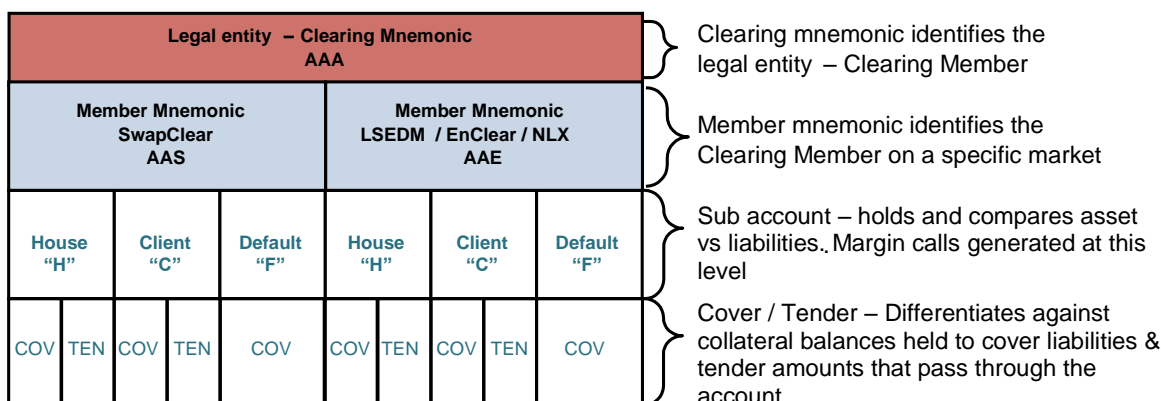 Legal entity – Clearing Mnemonic
AAA
Clearing mnemonic identifies the
legal entity – Clearing Member
Member Mnemonic
SwapClear
AAS
Member Mnemonic
LSEDM / EnClear / NLX
AAE
Member mnemonic identifies the
Clearing Member on a specific market
House
“H”
Client
“C”
Default
“F”
House
“H”
Client
“C”
Default
“F”
Sub account – holds and compares asset
vs liabilities. Margin calls generated at this
level
COV TEN COV TEN COV COV TEN COV TEN COV
Cover / Tender – Differentiates against
collateral balances held to cover liabilities &
tender amounts that pass through the
account